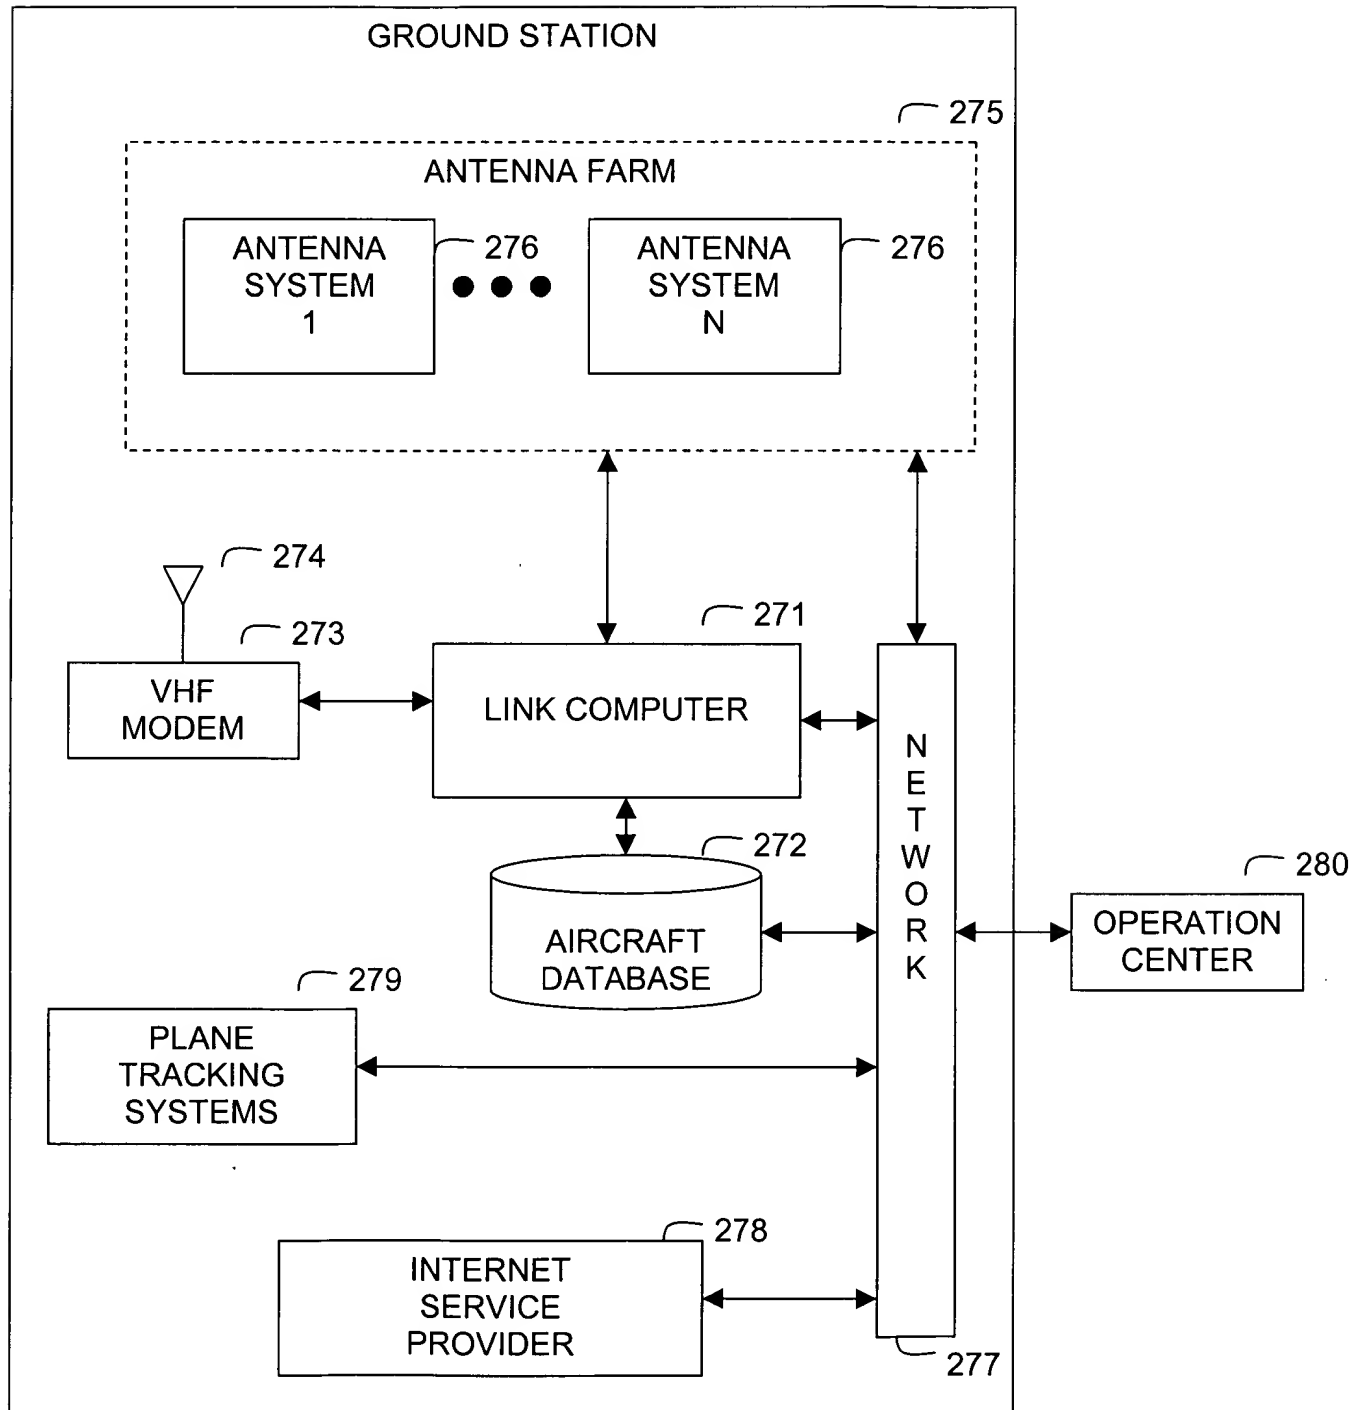 GROUND STATION
275
ANTENNA FARM
ANTENNA
SYSTEM
1
276
ANTENNA
SYSTEM
N
276
274
273
VHF
MODEM
271
LINK COMPUTER
NETWORK
272
AIRCRAFT
DATABASE
280
OPERATION
CENTER
279
PLANE
TRACKING
SYSTEMS
278
INTERNET
SERVICE
PROVIDER
277